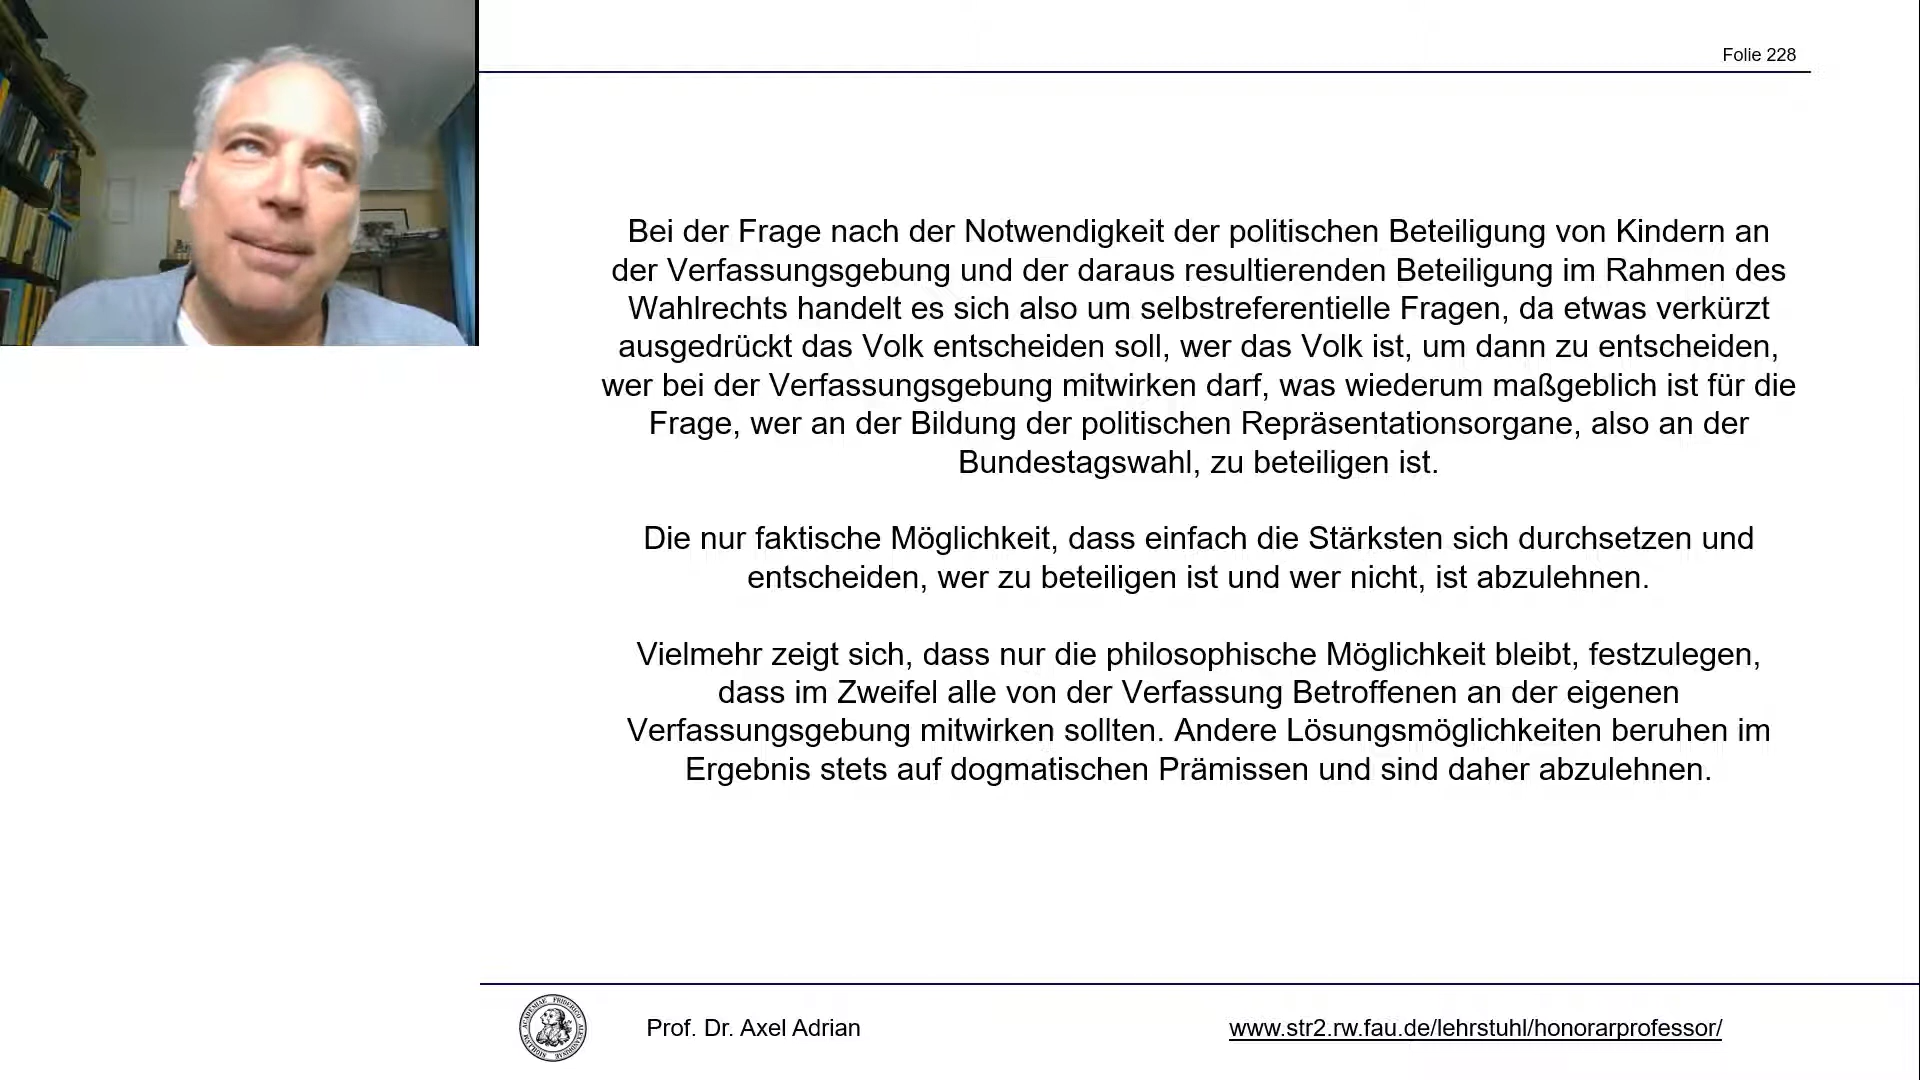 Folie 228
Bei der Frage nach der Notwendigkeit der politischen Beteiligung von Kindern an
der Verfassungsgebung und der daraus resultierenden Beteiligung im Rahmen des
Wahlrechts handelt es sich also um selbstreferentielle Fragen, da etwas verkürzt
ausgedrückt das Volk entscheiden soll, wer das Volk ist, um dann zu entscheiden,
wer bei der Verfassungsgebung mitwirken darf, was wiederum maßgeblich ist für die
Frage, wer an der Bildung der politischen Repräsentationsorgane, also an der
Bundestagswahl, zu beteiligen ist.
Die nur faktische Möglichkeit, dass einfach die Stärksten sich durchsetzen und
entscheiden, wer zu beteiligen ist und wer nicht, ist abzulehnen.
Vielmehr zeigt sich, dass nur die philosophische Möglichkeit bleibt, festzulegen,
dass im Zweifel alle von der Verfassung Betroffenen an der eigenen
Verfassungsgebung mitwirken sollten. Andere Lösungsmöglichkeiten beruhen im
Ergebnis stets auf dogmatischen Prämissen und sind daher abzulehnen.
Prof. Dr. Axel Adrian
www.str2.rw.fau.de/lehrstuhl/honorarprofessor/